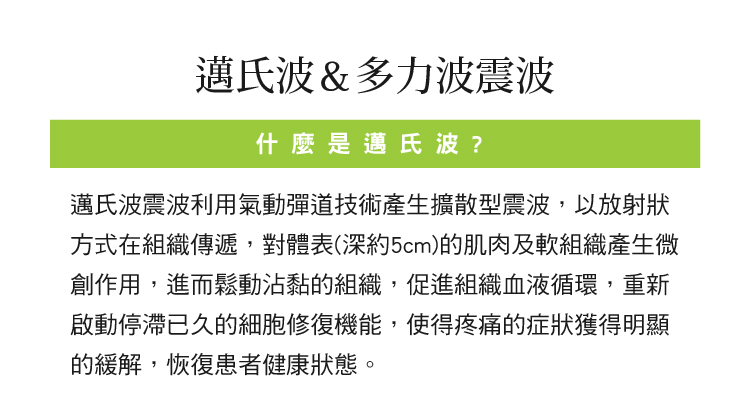 邁氏波＆多力波震波
什麼是邁氏波？
邁氏波震波利用氣動彈道技術產生擴散型震波，以放射狀
方式在組織傳遞，對體表(深約5cm)的肌肉及軟組織產生微
創作用，進而鬆動沾黏的組織，促進組織血液循環，重新
啟動停滯已久的細胞修復機能，使得疼痛的症狀獲得明顯
的緩解，恢復患者健康狀態。